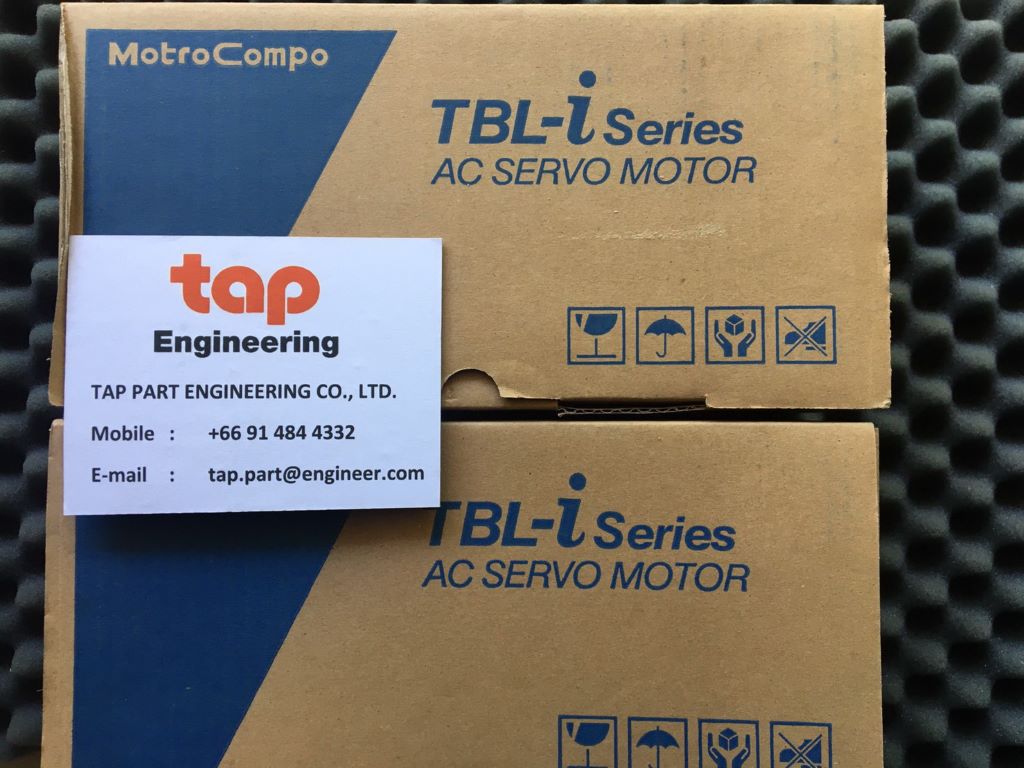 MotroCompo
TBL-i Series
AC SERVO MOTOR
tap
Engineering
TAP PART ENGINEERING CO., LTD.
Mobile : +66 91 484 4332
E-mail : tap.part@engineer.com
TBL-i Series
AC SERVO MOTOR